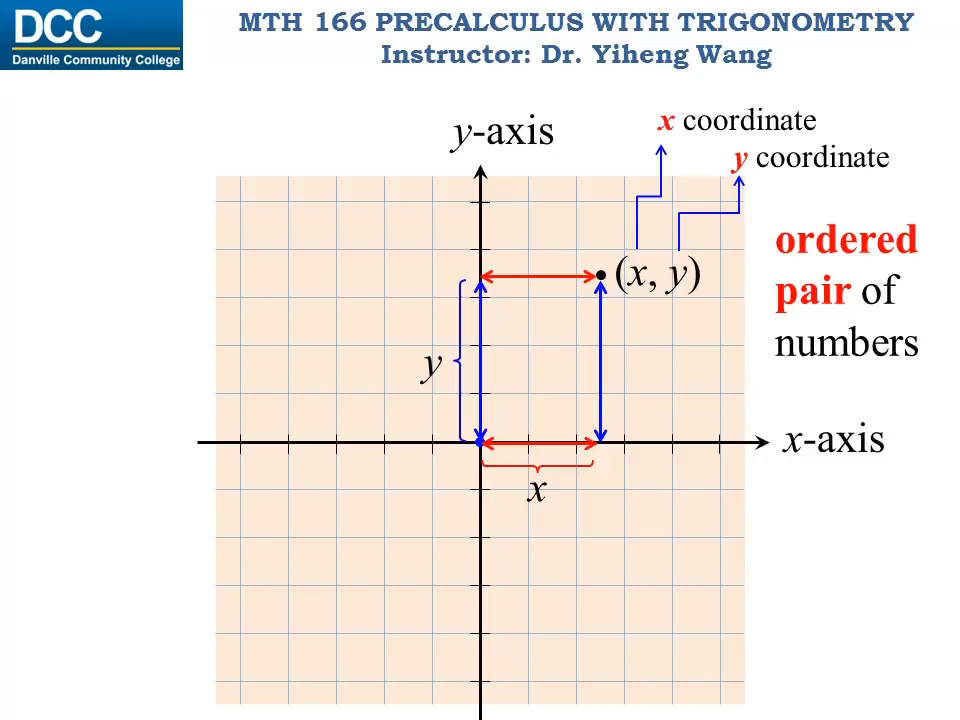 DCC
Danville Community College
MTH 166 PRECALCULUS WITH TRIGONOMETRY
Instructor: Dr. Yiheng Wang
y-axis
x coordinate
y coordinate
(x, y)
ordered
pair of
numbers
y
x-axis
x